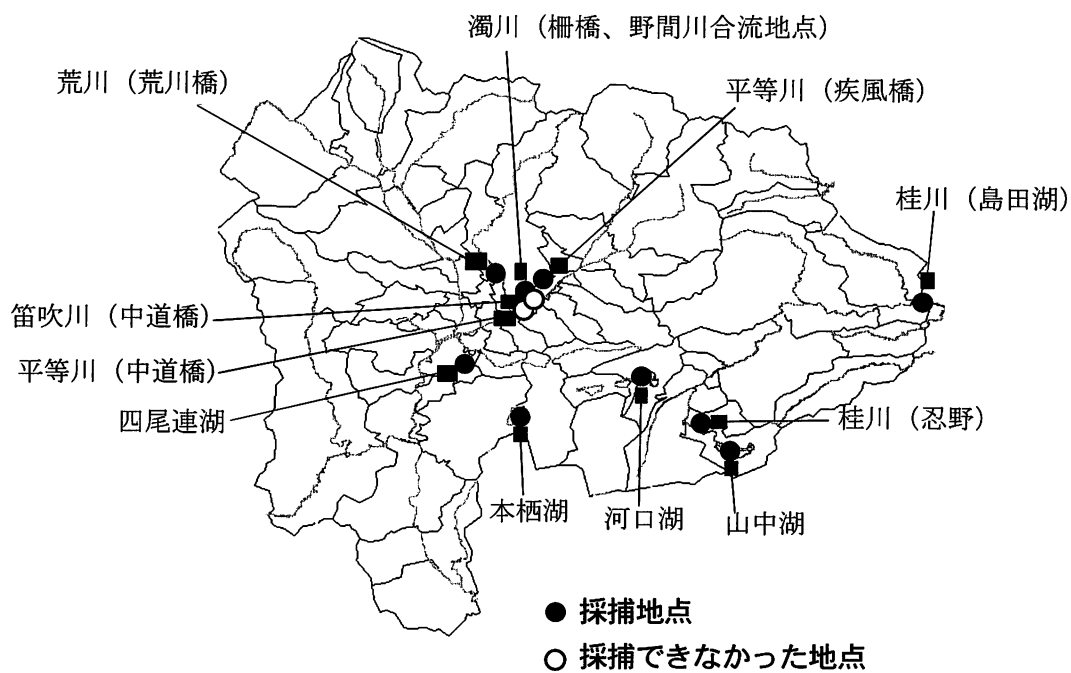 濁川（柵橋、野間川合流地点）
荒川（荒川橋）
平等川（疾風橋）
桂川（島田湖）
笛吹川（中道橋）
平等川（中道橋）
四尾連湖
桂川（忍野）
本栖湖
河口湖
山中湖
● 採捕地点
○ 採捕できなかった地点